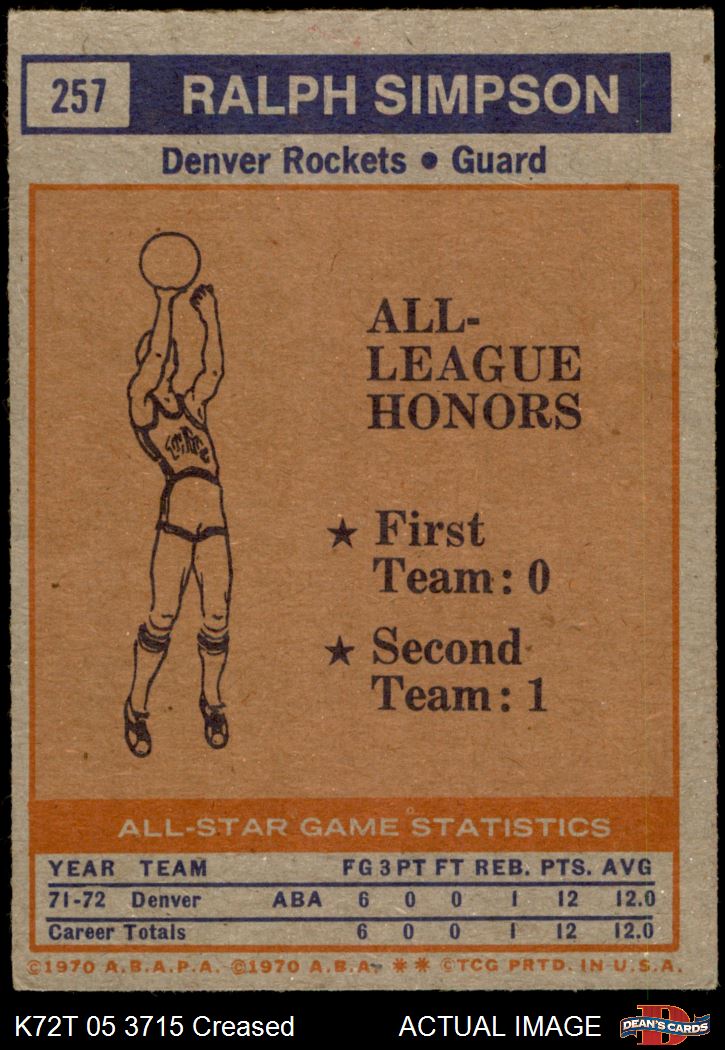 257 RALPH SIMPSON
Denver Rockets • Guard
ALL-
LEAGUE
HONORS
★ First
Team: 0
★ Second
Team: 1
ALL-STAR GAME STATISTICS
YEAR TEAM FG 3PT FT REB. PTS. AVG
71-72 Denver ABA 6 0 0 1 12 12.0
Career Totals 6 0 0 1 12 12.0
©1970 A.B.A.P.A. ©1970 A.B.A. ** ©TCG PRTD. IN U.S.A.
K72T 05 3715 Creased ACTUAL IMAGE DEAN'S CARDS